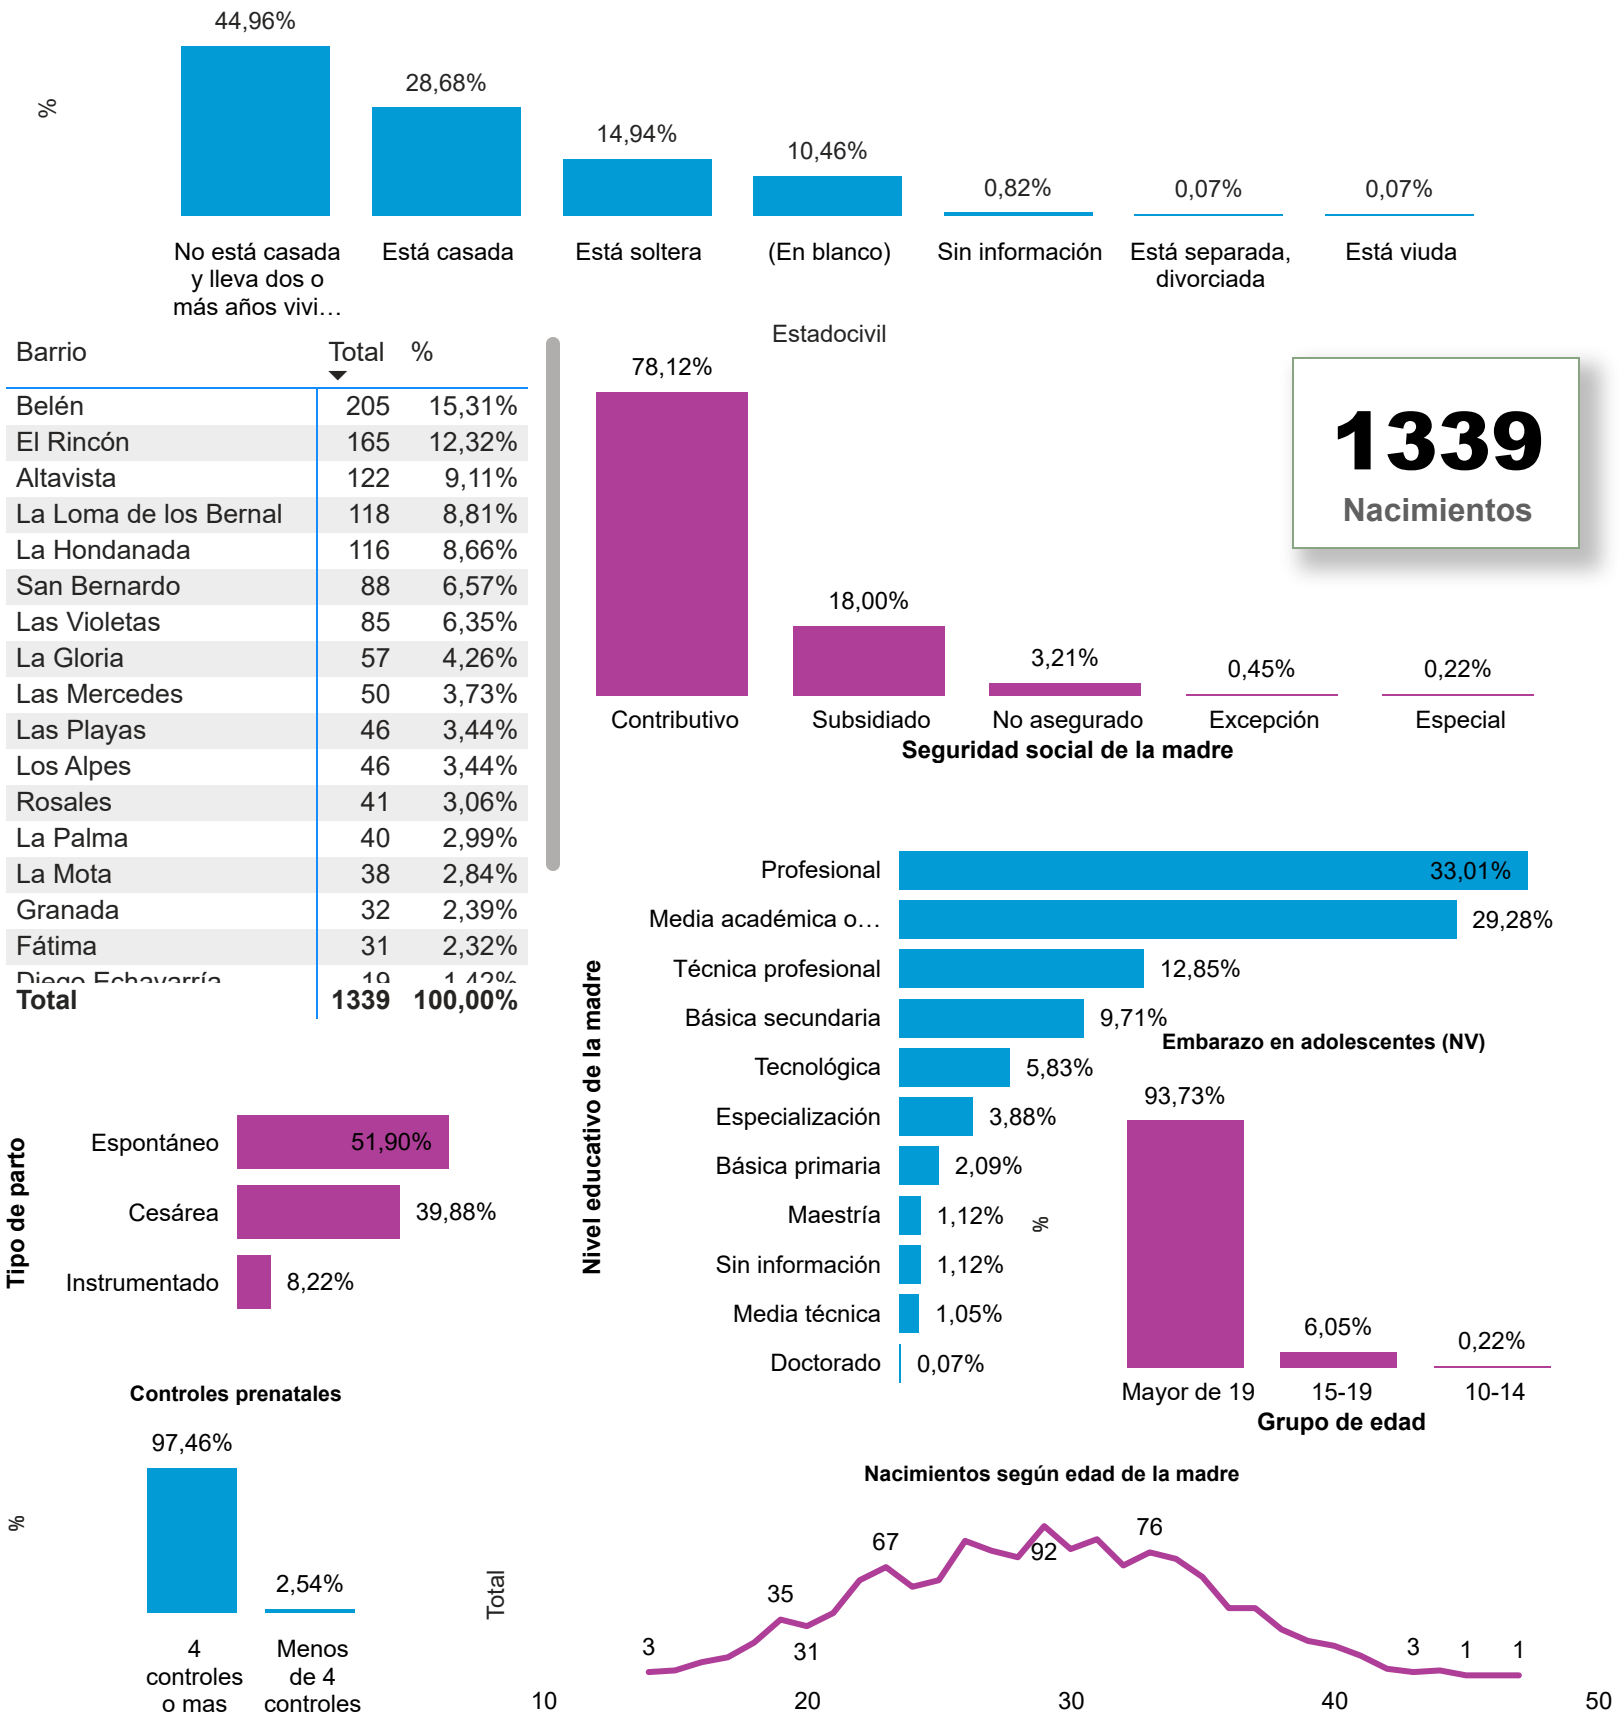 44,96%
28,68%
14,94%
10,46%
0,82%
0,07%
0,07%
%
No está casada
y lleva dos o
más años vivi…
Está casada
Está soltera
(En blanco)
Sin información
Está separada,
divorciada
Está viuda
Estadocivil
Barrio Total %
Belén 205 15,31%
El Rincón 165 12,32%
Altavista 122 9,11%
La Loma de los Bernal 118 8,81%
La Hondanada 116 8,66%
San Bernardo 88 6,57%
Las Violetas 85 6,35%
La Gloria 57 4,26%
Las Mercedes 50 3,73%
Las Playas 46 3,44%
Los Alpes 46 3,44%
Rosales 41 3,06%
La Palma 40 2,99%
La Mota 38 2,84%
Granada 32 2,39%
Fátima 31 2,32%
Diego Echavarría 19 1,42%
Total 1339 100,00%
78,12%
18,00%
3,21%
0,45%
0,22%
Contributivo
Subsidiado
No asegurado
Excepción
Especial
Seguridad social de la madre
1339
Nacimientos
Nivel educativo de la madre
Profesional 33,01%
Media académica o… 29,28%
Técnica profesional 12,85%
Básica secundaria 9,71%
Tecnológica 5,83%
Especialización 3,88%
Básica primaria 2,09%
Maestría 1,12%
Sin información 1,12%
Media técnica 1,05%
Doctorado 0,07%
Embarazo en adolescentes (NV)
%
93,73%
6,05%
0,22%
Mayor de 19
15-19
10-14
Grupo de edad
Tipo de parto
Espontáneo 51,90%
Cesárea 39,88%
Instrumentado 8,22%
Controles prenatales
%
97,46%
2,54%
4
controles
o mas
Menos
de 4
controles
Nacimientos según edad de la madre
Total
3
35
31
67
92
76
3
1
1
10 20 30 40 50